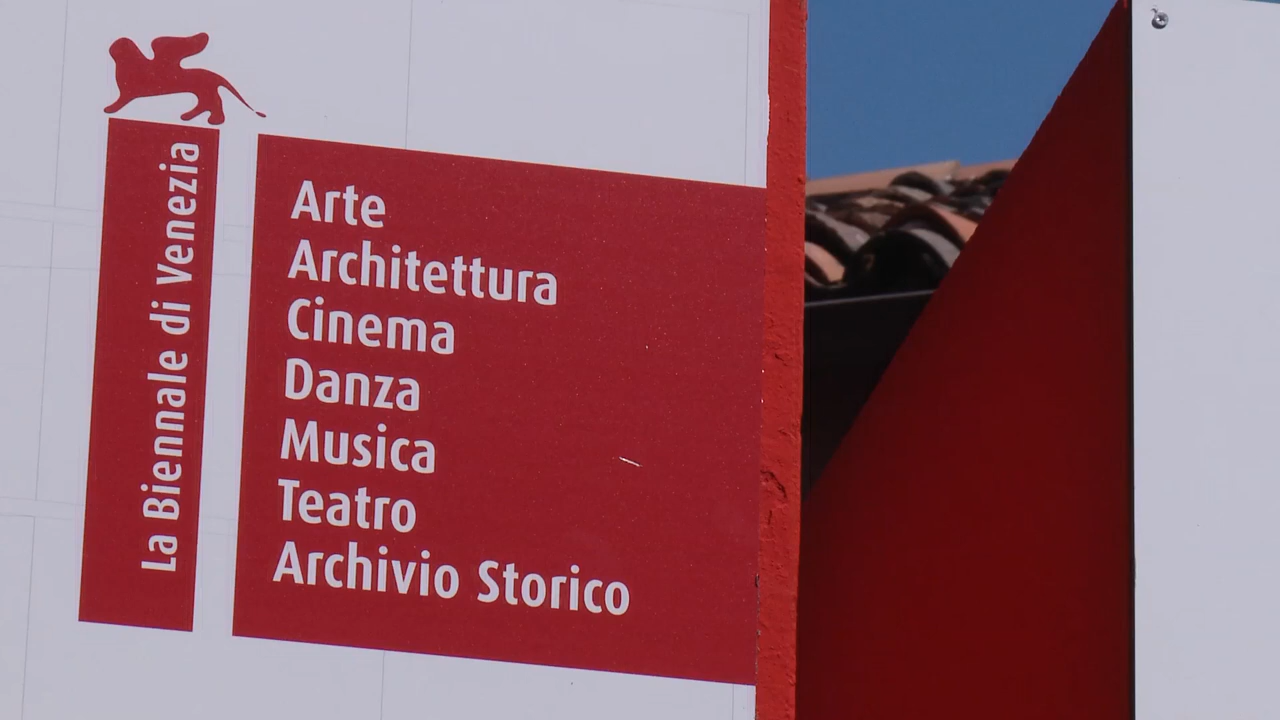 La Biennale di Venezia
Arte
Architettura
Cinema
Danza
Musica
Teatro
Archivio Storico